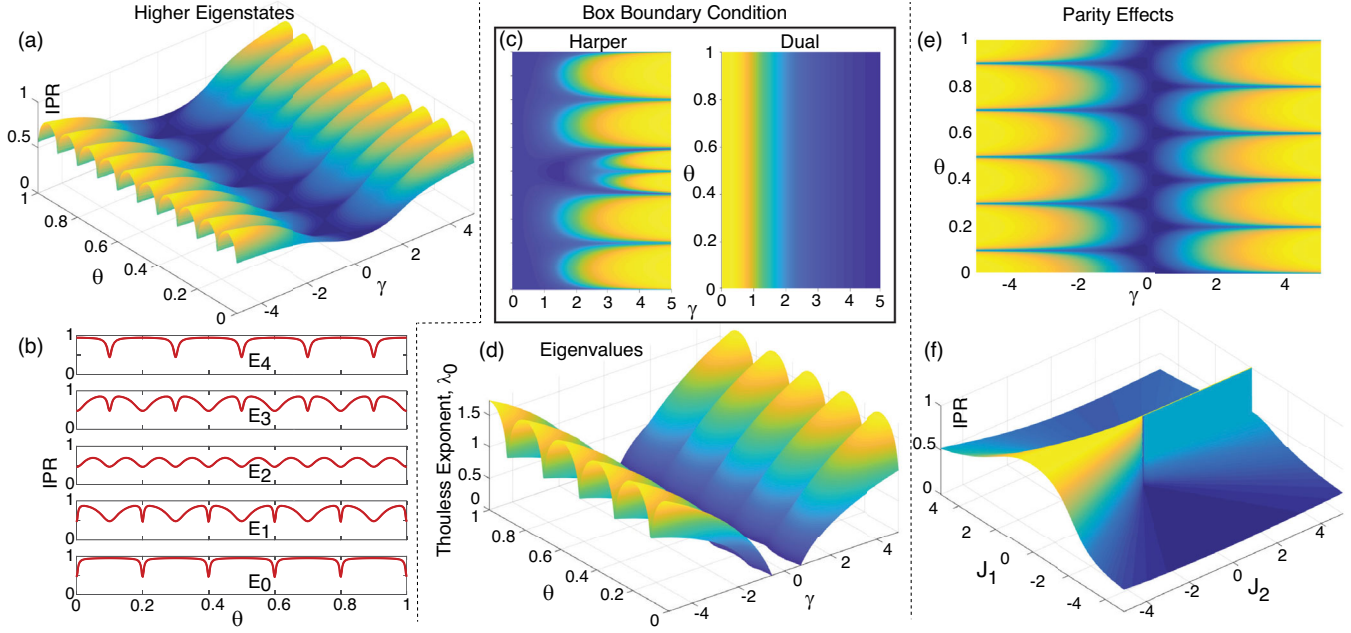 Higher Eigenstates
(a)
IPR
1
0.5
0
1
0.8
0.6
0.4
0.2
0
θ
-4
-2
0
2
4
γ
(b)
IPR
1
0
E4
1
0
E3
1
0
E2
1
0
E1
1
0
E0
0
0.2
0.4
0.6
0.8
1
θ
Box Boundary Condition
(c)
Harper
Dual
1
0.8
0.6
0.4
0.2
0
θ
0 1 2 3 4 5
γ
0 1 2 3 4 5
(d)
Eigenvalues
Thouless Exponent, λ0
1.5
1
0.5
0
1
0.8
0.6
0.4
0.2
0
θ
-4
-2
0
2
4
γ
Parity Effects
(e)
1
0.8
0.6
0.4
0.2
0
θ
-4 -2 0 2 4
γ
(f)
IPR
1
0.5
0
4
2
0
-2
-4
J1
-4
-2
0
2
4
J2